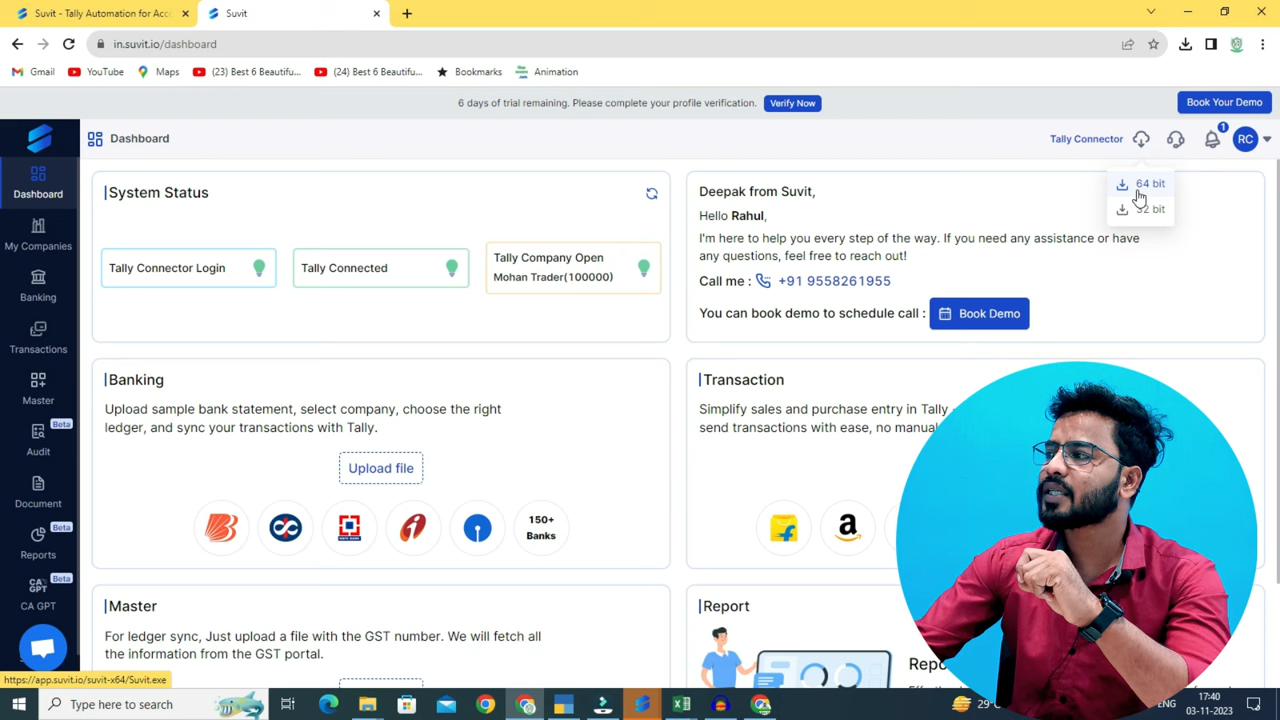 Suvit - Tally Automation for Acc
Suvit
in.suvit.io/dashboard
Gmail
YouTube
Maps
(23) Best 6 Beautifu...
(24) Best 6 Beautifu...
Bookmarks
Animation
6 days of trial remaining. Please complete your profile verification.
Verify Now
Book Your Demo
Dashboard
Tally Connector
1
RC
64 bit
32 bit
Dashboard
My Companies
Banking
Transactions
Master
Beta
Audit
Document
Beta
Reports
CA
GPT
Beta
CA GPT
System Status
Tally Connector Login
Tally Connected
Tally Company Open
Mohan Trader(100000)
Deepak from Suvit,
Hello Rahul,
I'm here to help you every step of the way. If you need any assistance or have
any questions, feel free to reach out!
Call me : +91 9558261955
You can book demo to schedule call :
Book Demo
Banking
Upload sample bank statement, select company, choose the right
ledger, and sync your transactions with Tally.
Upload file
150+
Banks
Transaction
Simplify sales and purchase entry in Tally
send transactions with ease, no manual
Master
For ledger sync, Just upload a file with the GST number. We will fetch all
the information from the GST portal.
Report
https://app.suvit.io/suvit-x64/Suvit.exe
Type here to search
29°
ENG
17:40
03-11-2023